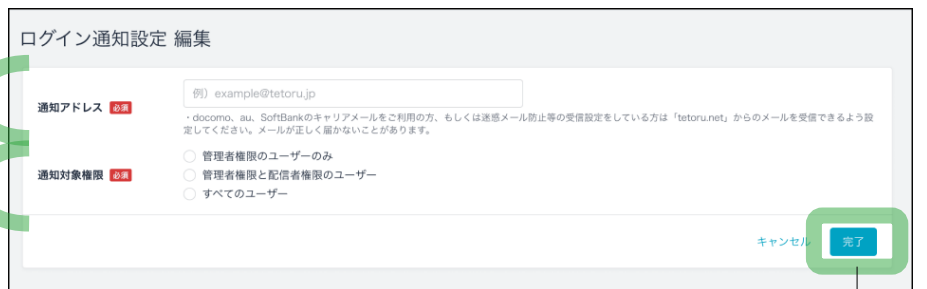 ログイン通知設定 編集
通知アドレス 必須
例）example@tetoru.jp
・docomo、au、SoftBankのキャリアメールをご利用の方、もしくは迷惑メール防止等の受信設定をしている方は「tetoru.net」からのメールを受信できるよう設
定してください。メールが正しく届かないことがあります。
通知対象権限 必須
管理者権限のユーザーのみ
管理者権限と配信者権限のユーザー
すべてのユーザー
キャンセル 完了